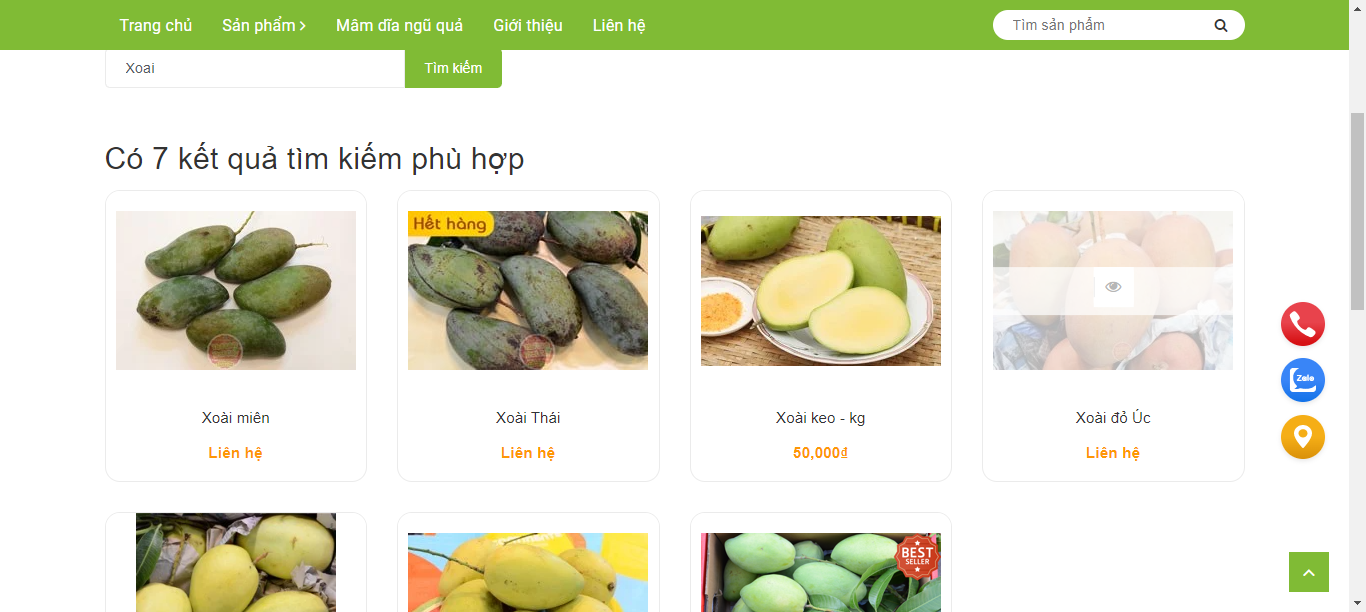 Trang chủ
Sản phẩm
Mâm dĩa ngũ quả
Giới thiệu
Liên hệ
Tìm sản phẩm
Xoai
Tìm kiếm
Có 7 kết quả tìm kiếm phù hợp
Hết hàng
Xoài miên
Liên hệ
Xoài Thái
Liên hệ
Xoài keo - kg
50,000₫
Xoài đỏ Úc
Liên hệ
Zalo
BEST
SELLER